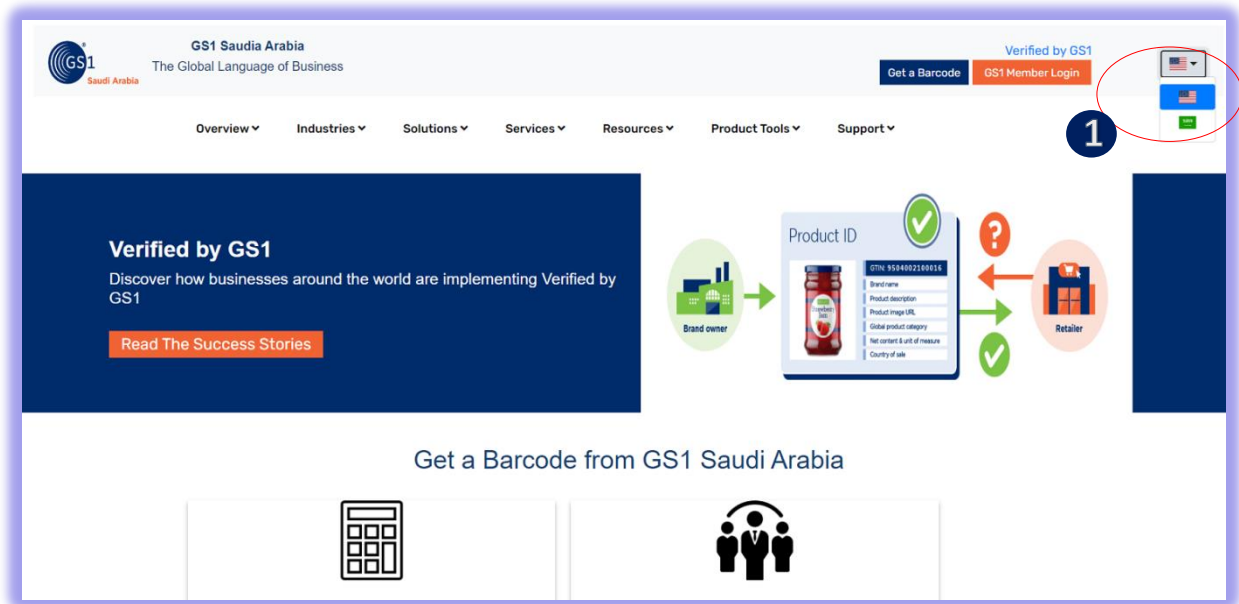 GS1
Saudi Arabia
GS1 Saudia Arabia
The Global Language of Business
Verified by GS1
Get a Barcode
GS1 Member Login
Overview
Industries
Solutions
Services
Resources
Product Tools
Support
1
Verified by GS1
Discover how businesses around the world are implementing Verified by
GS1
Read The Success Stories
Brand owner
Product ID
GTIN: 9504002100016
Brand name
Product description
Product image URL
Global product category
Net content & unit of measure
Country of sale
Strawberry
Jam
?
Retailer
Get a Barcode from GS1 Saudi Arabia